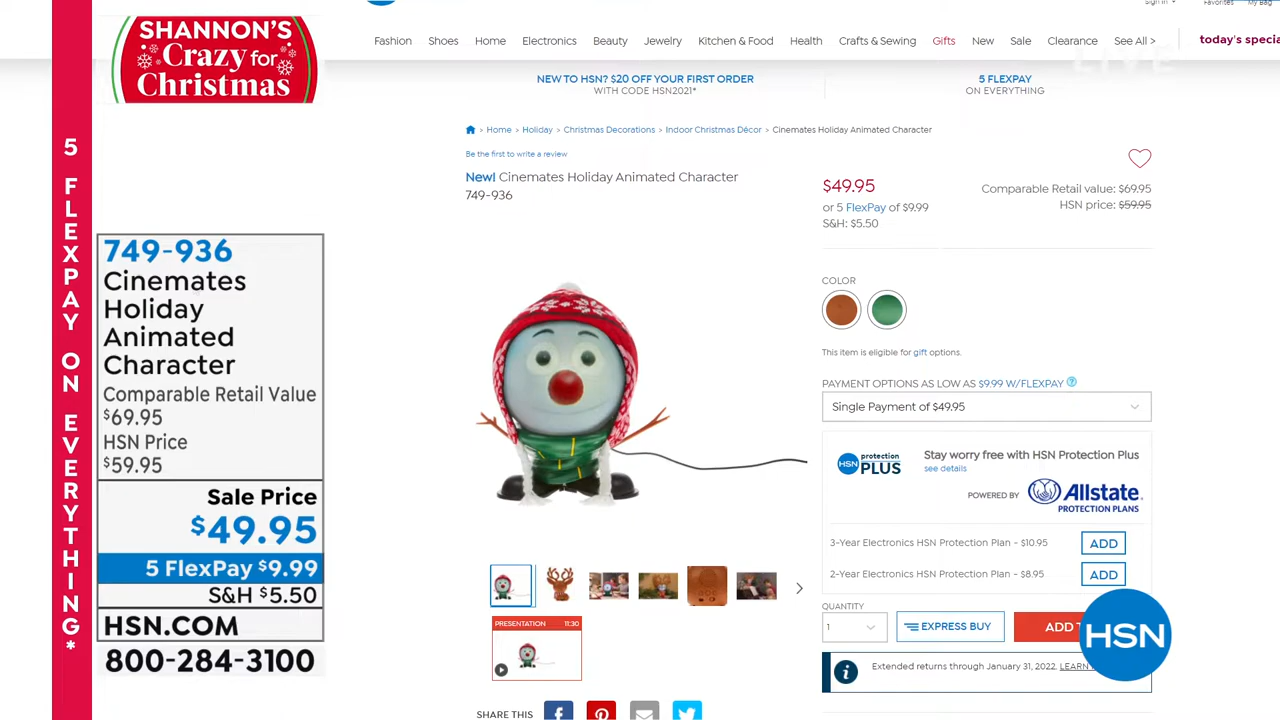 SHANNON'S
Crazy for
Christmas
5 FLEXPAY ON EVERYTHING*
749-936
Cinemates
Holiday
Animated
Character
Comparable Retail Value
$69.95
HSN Price
$59.95
Sale Price
$49.95
5 FlexPay $9.99
S&H $5.50
HSN.COM
800-284-3100
Sign in
Favorites
My Bag
Fashion Shoes Home Electronics Beauty Jewelry Kitchen & Food Health Crafts & Sewing Gifts New Sale Clearance See All >
today's specia
LIVE
NEW TO HSN? $20 OFF YOUR FIRST ORDER
WITH CODE HSN2021*
5 FLEXPAY
ON EVERYTHING
> Home > Holiday > Christmas Decorations > Indoor Christmas Décor > Cinemates Holiday Animated Character
Be the first to write a review
New! Cinemates Holiday Animated Character
749-936
$49.95
or 5 FlexPay of $9.99
S&H: $5.50
Comparable Retail value: $69.95
HSN price: $59.95
COLOR
This item is eligible for gift options.
PAYMENT OPTIONS AS LOW AS $9.99 W/FLEXPAY ?
Single Payment of $49.95
HSN protection PLUS
Stay worry free with HSN Protection Plus
see details
POWERED BY Allstate.
PROTECTION PLANS
3-Year Electronics HSN Protection Plan - $10.95 ADD
2-Year Electronics HSN Protection Plan - $8.95 ADD
QUANTITY
1
EXPRESS BUY
ADD T
HSN
i Extended returns through January 31, 2022. LEARN
PRESENTATION 11:30
SHARE THIS